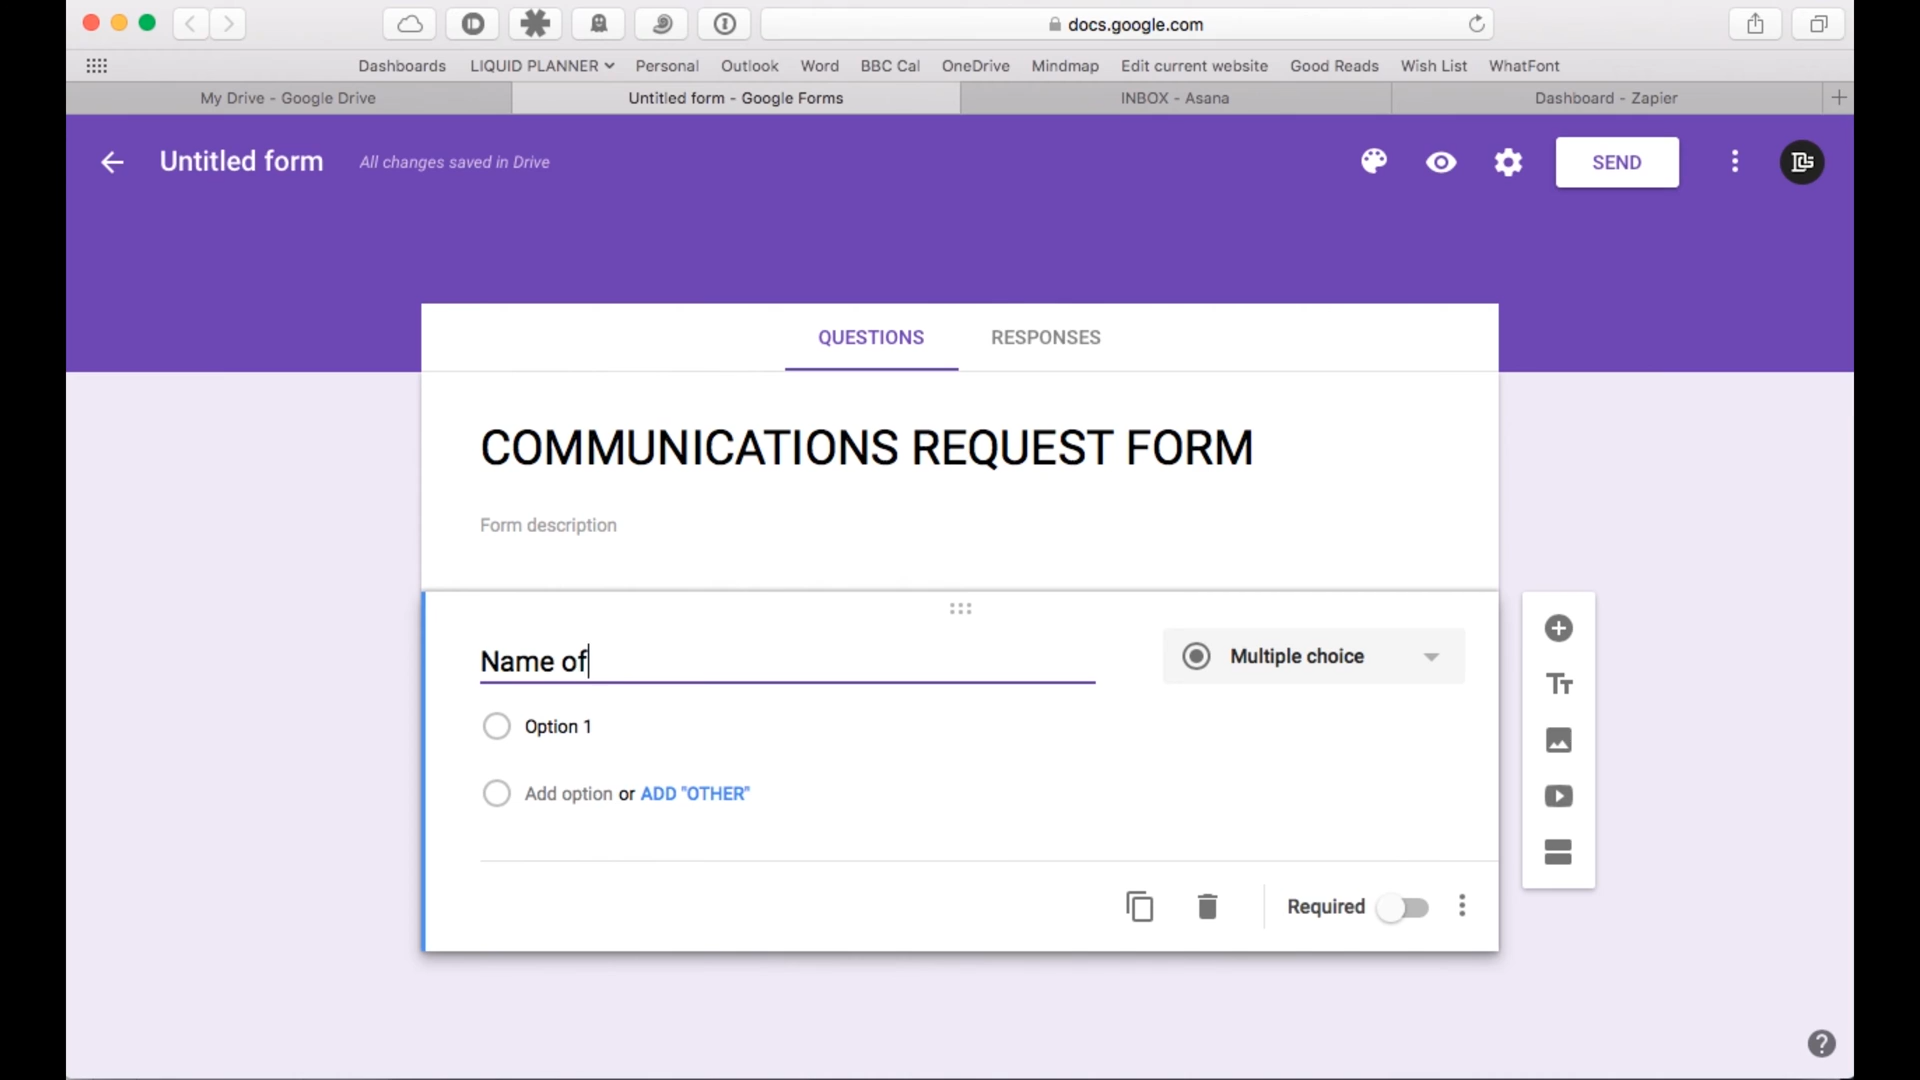 docs.google.com
Dashboards LIQUID PLANNER Personal Outlook Word BBC Cal OneDrive Mindmap Edit current website Good Reads Wish List WhatFont
My Drive - Google Drive Untitled form - Google Forms INBOX - Asana Dashboard - Zapier
Untitled form All changes saved in Drive SEND
QUESTIONS RESPONSES
COMMUNICATIONS REQUEST FORM
Form description
Name of Multiple choice
Option 1
Add option or ADD "OTHER"
Required